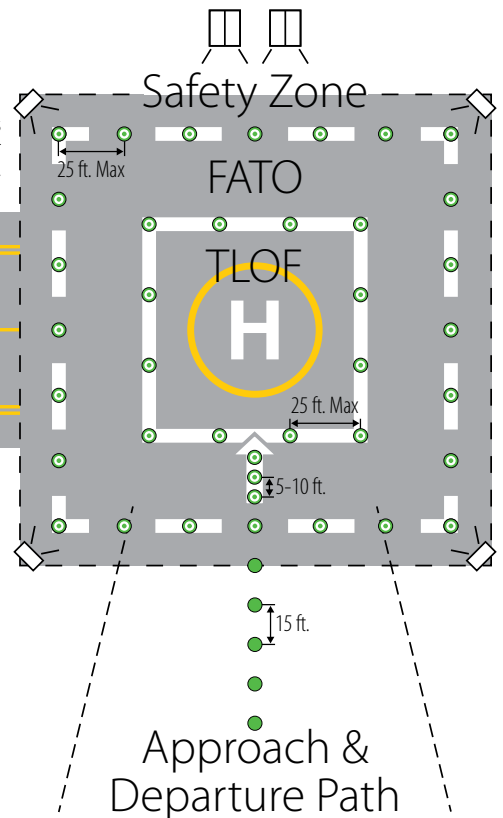 Safety Zone
25 ft. Max
FATO
TLOF
H
25 ft. Max
5-10 ft.
15 ft.
Approach &
Departure Path